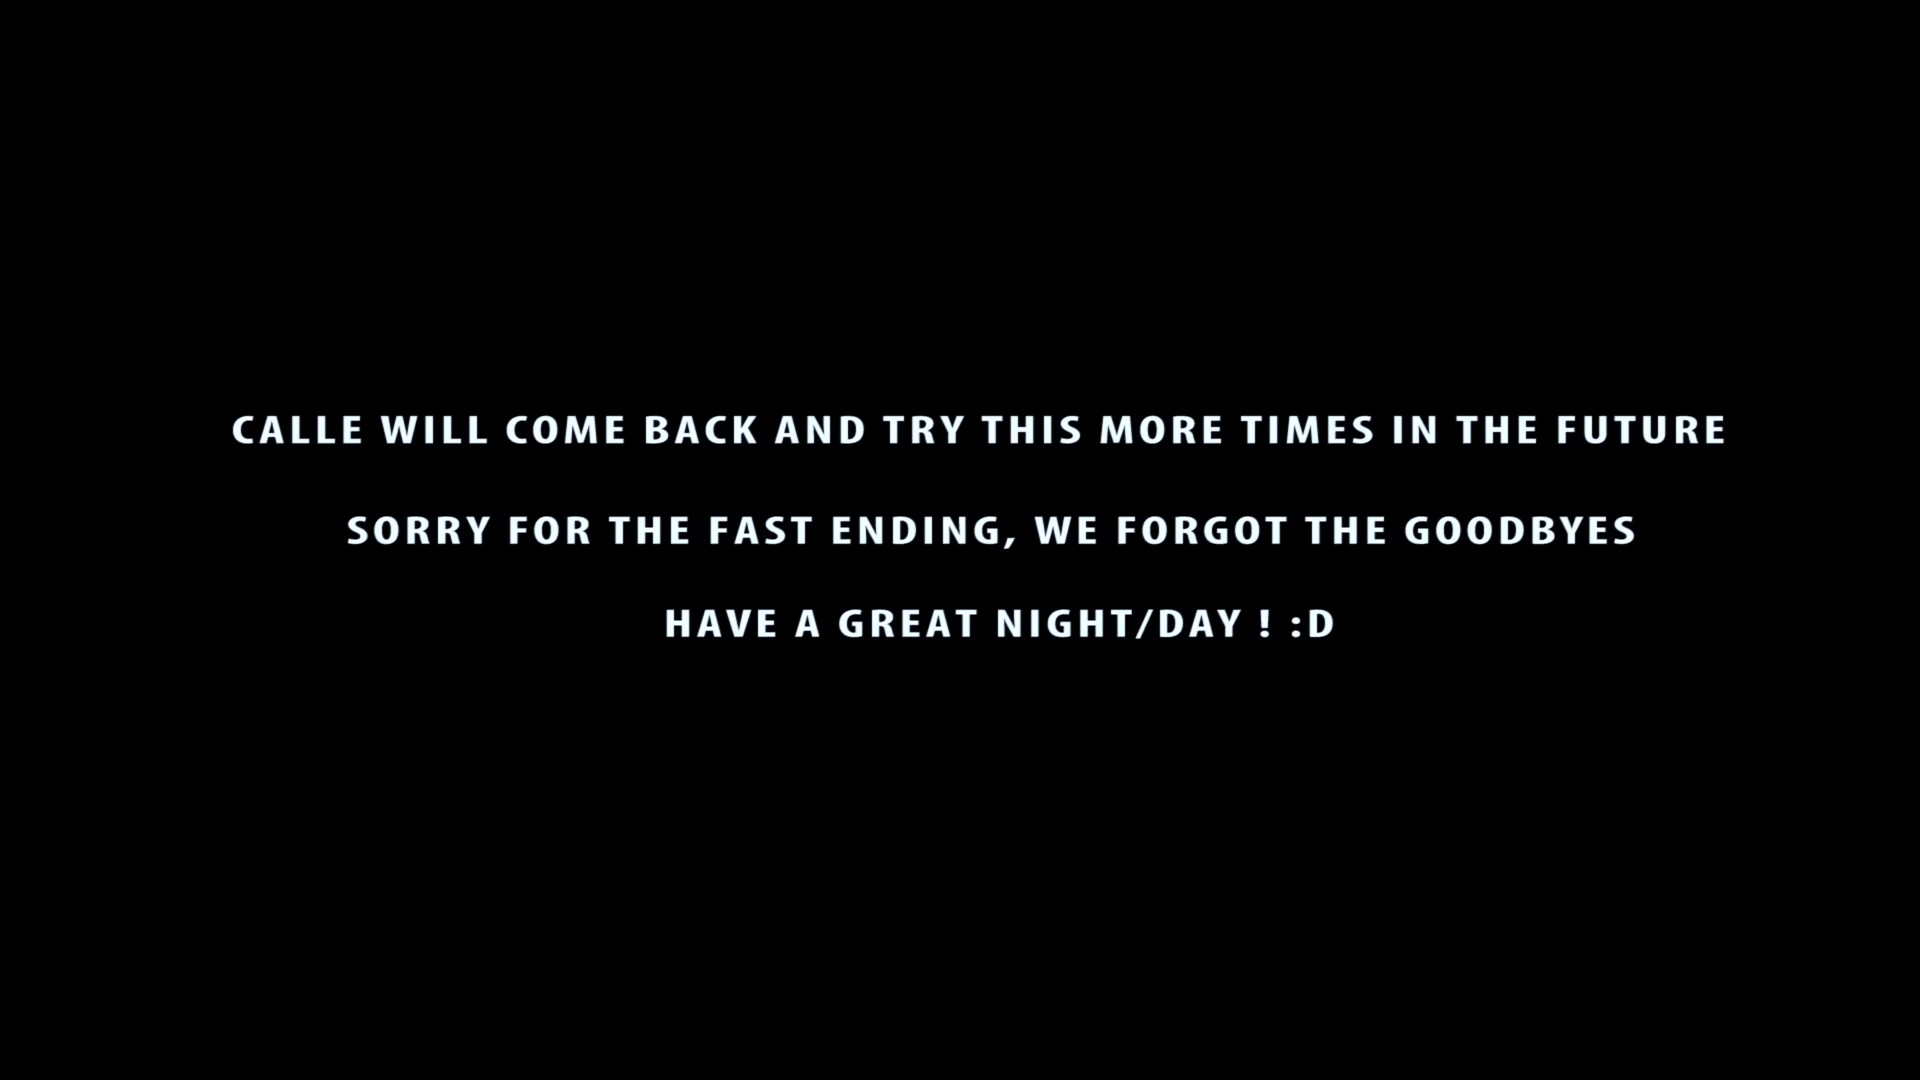 CALLE WILL COME BACK AND TRY THIS MORE TIMES IN THE FUTURE
SORRY FOR THE FAST ENDING, WE FORGOT THE GOODBYES
HAVE A GREAT NIGHT/DAY ! :D